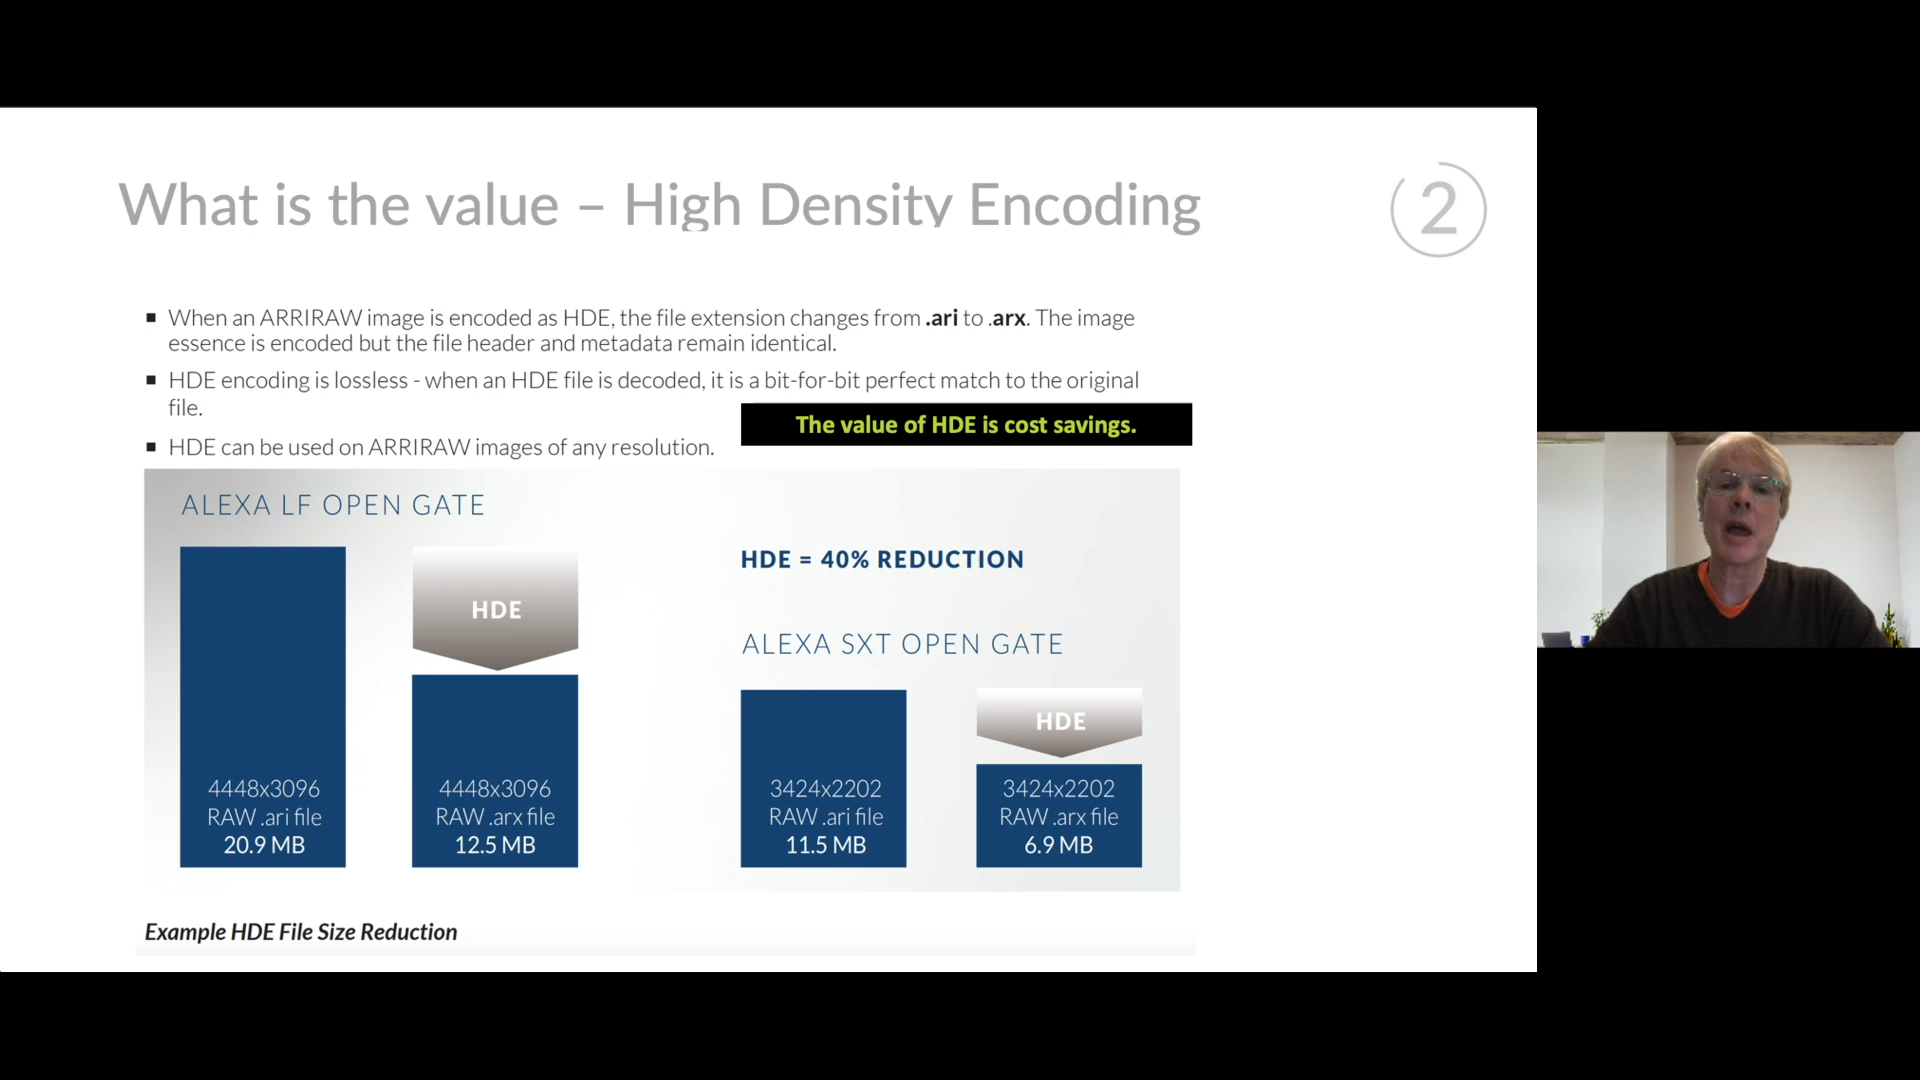 What is the value – High Density Encoding
2
▪ When an ARRIRAW image is encoded as HDE, the file extension changes from .ari to .arx. The image
essence is encoded but the file header and metadata remain identical.
▪ HDE encoding is lossless - when an HDE file is decoded, it is a bit-for-bit perfect match to the original
file.
The value of HDE is cost savings.
▪ HDE can be used on ARRIRAW images of any resolution.
ALEXA LF OPEN GATE
HDE
4448x3096
RAW .ari file
20.9 MB
4448x3096
RAW .arx file
12.5 MB
HDE = 40% REDUCTION
ALEXA SXT OPEN GATE
HDE
3424x2202
RAW .ari file
11.5 MB
3424x2202
RAW .arx file
6.9 MB
Example HDE File Size Reduction